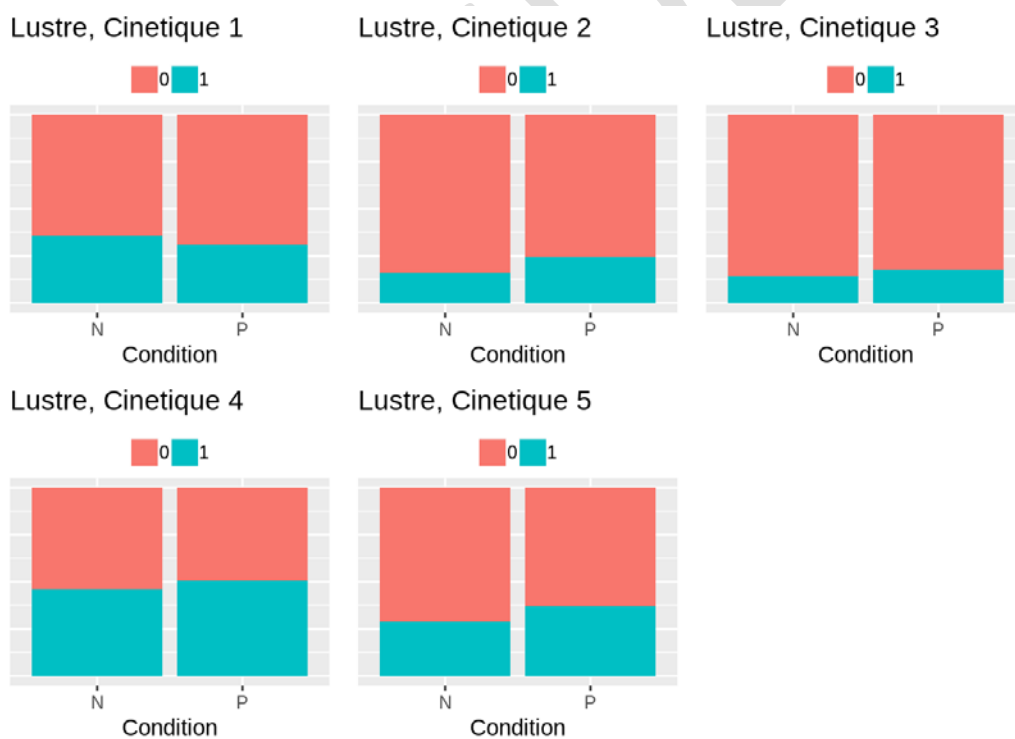 Lustre, Cinetique 1
0 1
N P
Condition
Lustre, Cinetique 2
0 1
N P
Condition
Lustre, Cinetique 3
0 1
N P
Condition
Lustre, Cinetique 4
0 1
N P
Condition
Lustre, Cinetique 5
0 1
N P
Condition